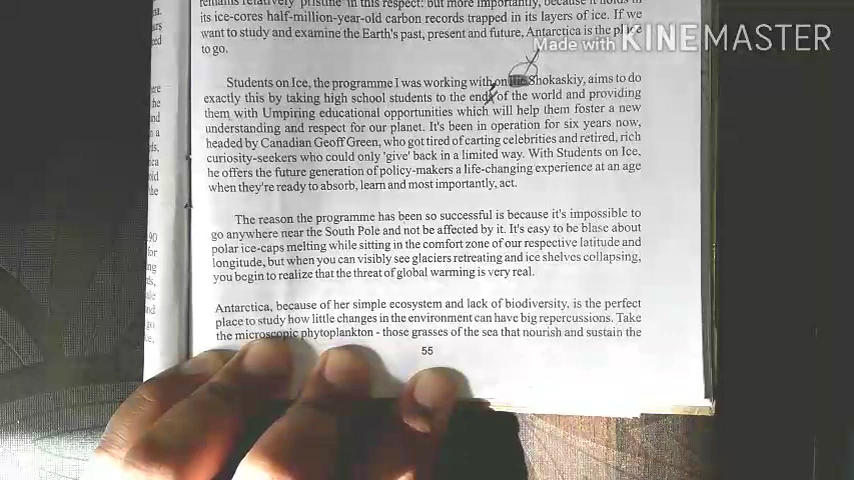 remains relatively pristine in this respect; but more importantly, because it holds in
its ice-cores half-million-year-old carbon records trapped in its layers of ice. If we
want to study and examine the Earth's past, present and future, Antarctica is the place
to go.
Made with KINEMASTER
Students on Ice, the programme I was working with on the Shokaskiy, aims to do
exactly this by taking high school students to the ends of the world and providing
them with Umpiring educational opportunities which will help them foster a new
understanding and respect for our planet. It's been in operation for six years now,
headed by Canadian Geoff Green, who got tired of carting celebrities and retired, rich
curiosity-seekers who could only 'give' back in a limited way. With Students on Ice,
he offers the future generation of policy-makers a life-changing experience at an age
when they're ready to absorb, learn and most importantly, act.
The reason the programme has been so successful is because it's impossible to
go anywhere near the South Pole and not be affected by it. It's easy to be blase about
polar ice-caps melting while sitting in the comfort zone of our respective latitude and
longitude, but when you can visibly see glaciers retreating and ice shelves collapsing,
you begin to realize that the threat of global warming is very real.
Antarctica, because of her simple ecosystem and lack of biodiversity, is the perfect
place to study how little changes in the environment can have big repercussions. Take
the microscopic phytoplankton - those grasses of the sea that nourish and sustain the
55